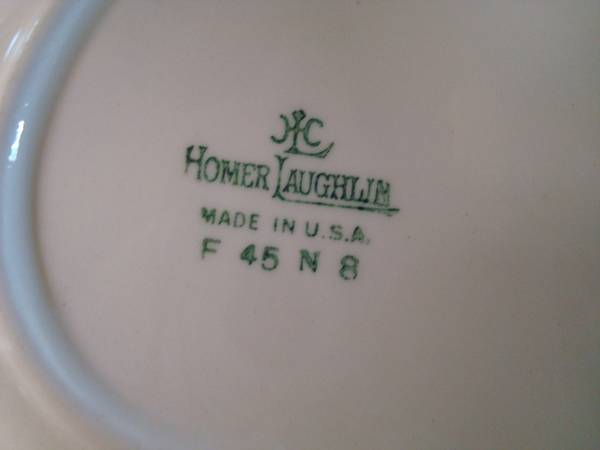 HLC
HOMER LAUGHLIN
MADE IN U.S.A.
F 45 N 8